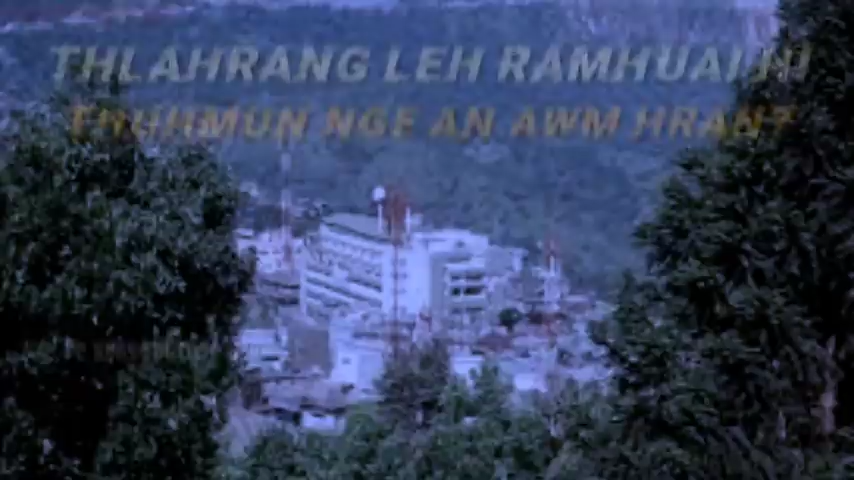 THLAHRANG LEH RAMHUAI HI
THUHMUN NGE AN AWM HRAN?